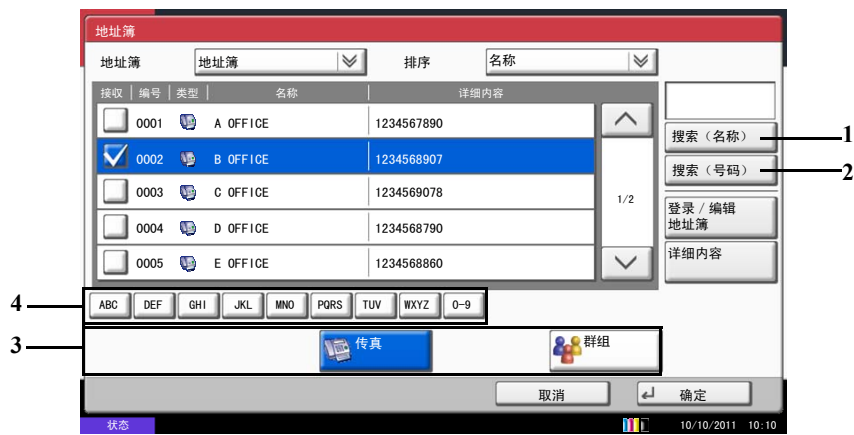 地址簿
地址簿 地址簿 排序 名称
接收 编号 类型 名称 详细内容
0001 A OFFICE 1234567890
搜索（名称） 1
0002 B OFFICE 1234568907
搜索（号码） 2
0003 C OFFICE 1234569078
1/2
登录 / 编辑
地址簿
0004 D OFFICE 1234568790
详细内容
0005 E OFFICE 1234568860
4 ABC DEF GHI JKL MNO PQRS TUV WXYZ 0-9
3 传真 群组
取消 确定
状态 10/10/2011 10:10